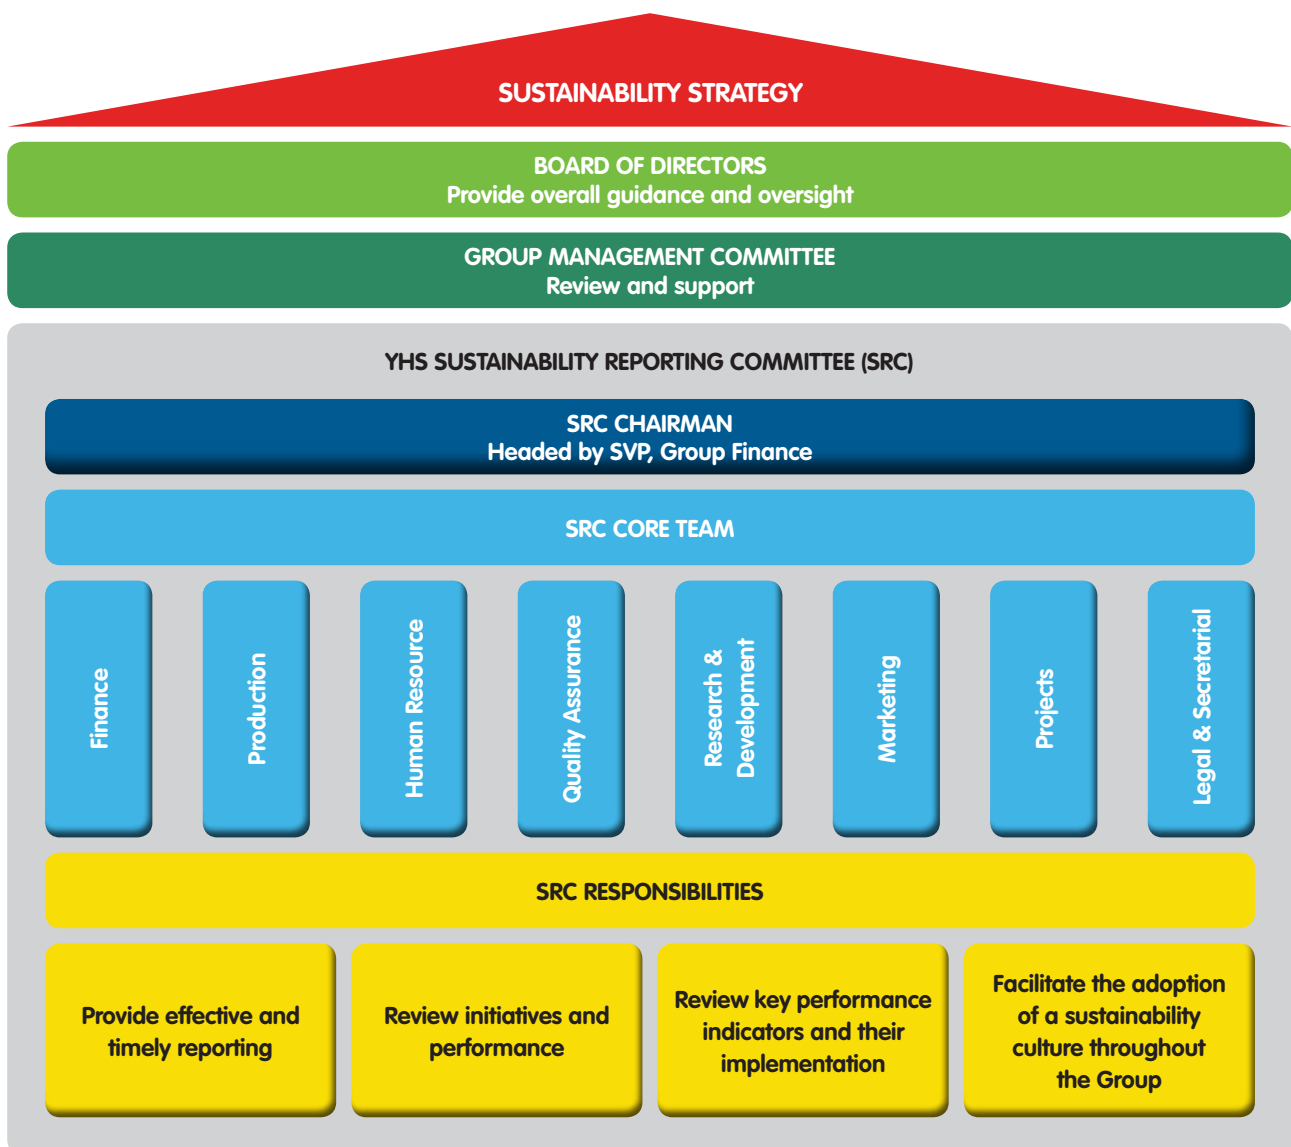 SUSTAINABILITY STRATEGY
BOARD OF DIRECTORS
Provide overall guidance and oversight
GROUP MANAGEMENT COMMITTEE
Review and support
YHS SUSTAINABILITY REPORTING COMMITTEE (SRC)
SRC CHAIRMAN
Headed by SVP, Group Finance
SRC CORE TEAM
Finance
Production
Human Resource
Quality Assurance
Research &
Development
Marketing
Projects
Legal & Secretarial
SRC RESPONSIBILITIES
Provide effective and
timely reporting
Review initiatives and
performance
Review key performance
indicators and their
implementation
Facilitate the adoption
of a sustainability
culture throughout
the Group